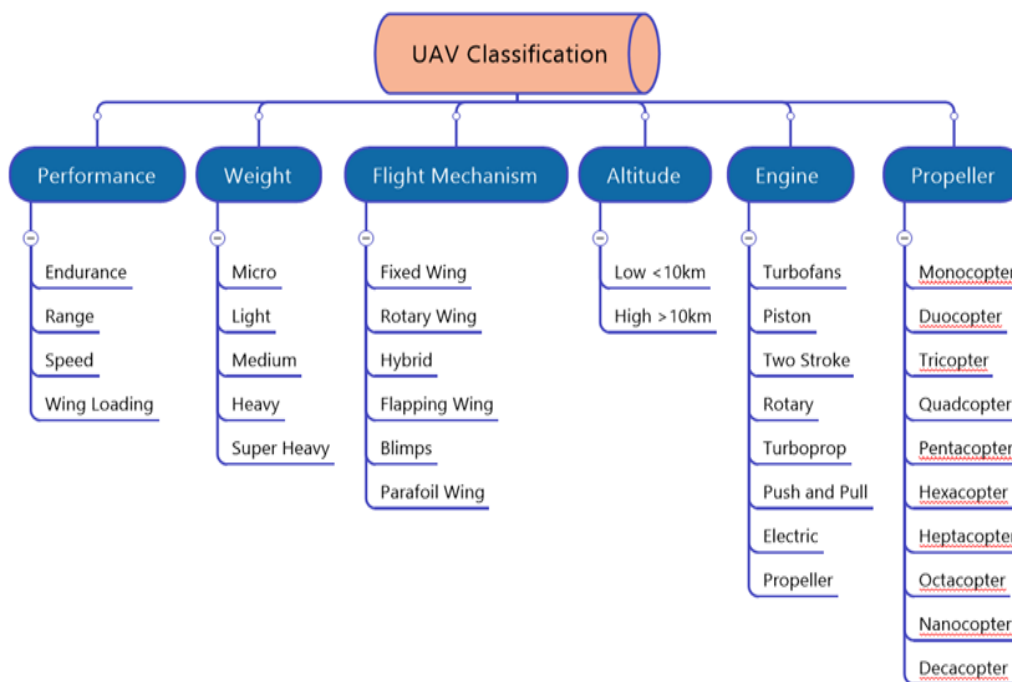 UAV Classification
Performance
Endurance
Range
Speed
Wing Loading
Weight
Micro
Light
Medium
Heavy
Super Heavy
Flight Mechanism
Fixed Wing
Rotary Wing
Hybrid
Flapping Wing
Blimps
Parafoil Wing
Altitude
Low <10km
High >10km
Engine
Turbofans
Piston
Two Stroke
Rotary
Turboprop
Push and Pull
Electric
Propeller
Propeller
Monocopter
Duocopter
Tricopter
Quadcopter
Pentacopter
Hexacopter
Heptacopter
Octacopter
Nanocopter
Decacopter